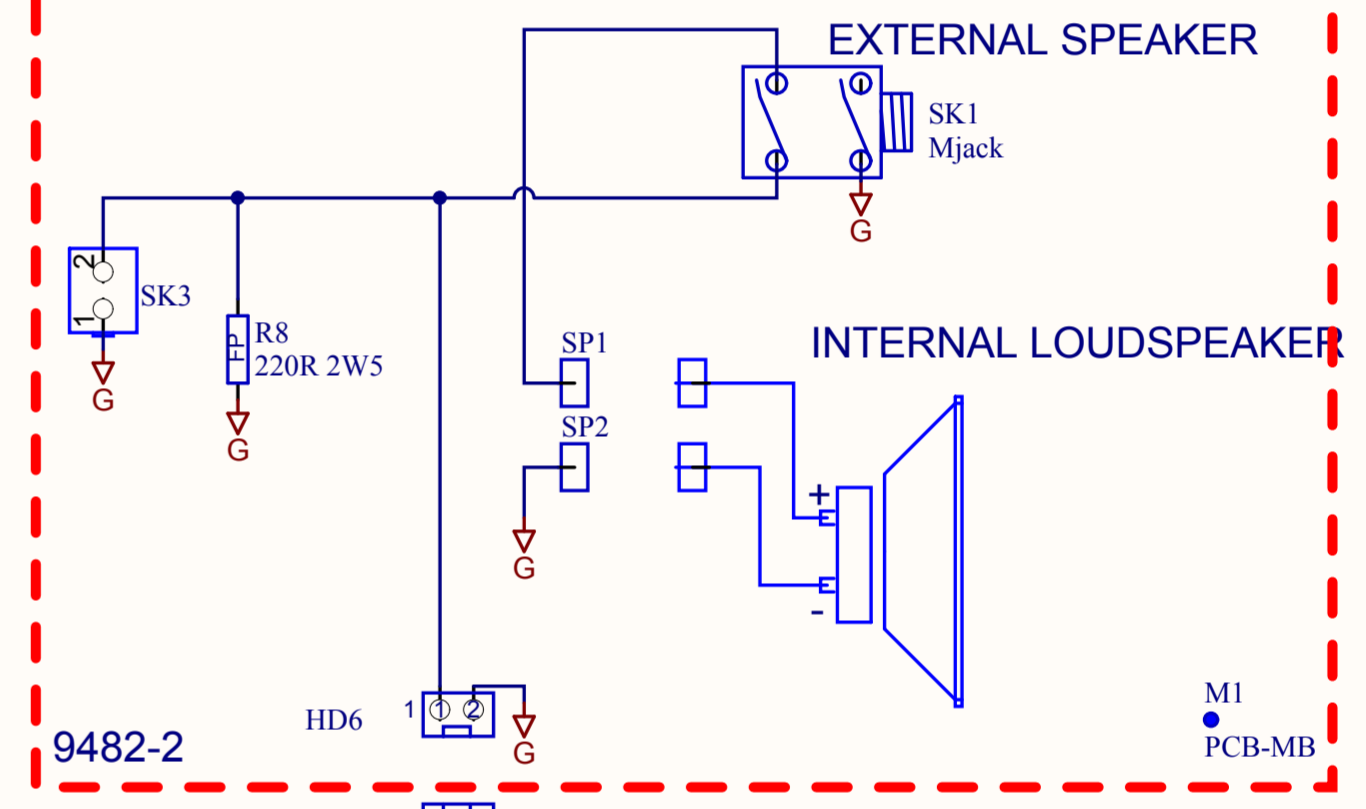 EXTERNAL SPEAKER
SK1
Mjack
G
2
1
SK3
G
FP
R8
220R 2W5
G
SP1
SP2
G
INTERNAL LOUDSPEAKER
+
-
HD6
1
1
2
G
9482-2
M1
PCB-MB